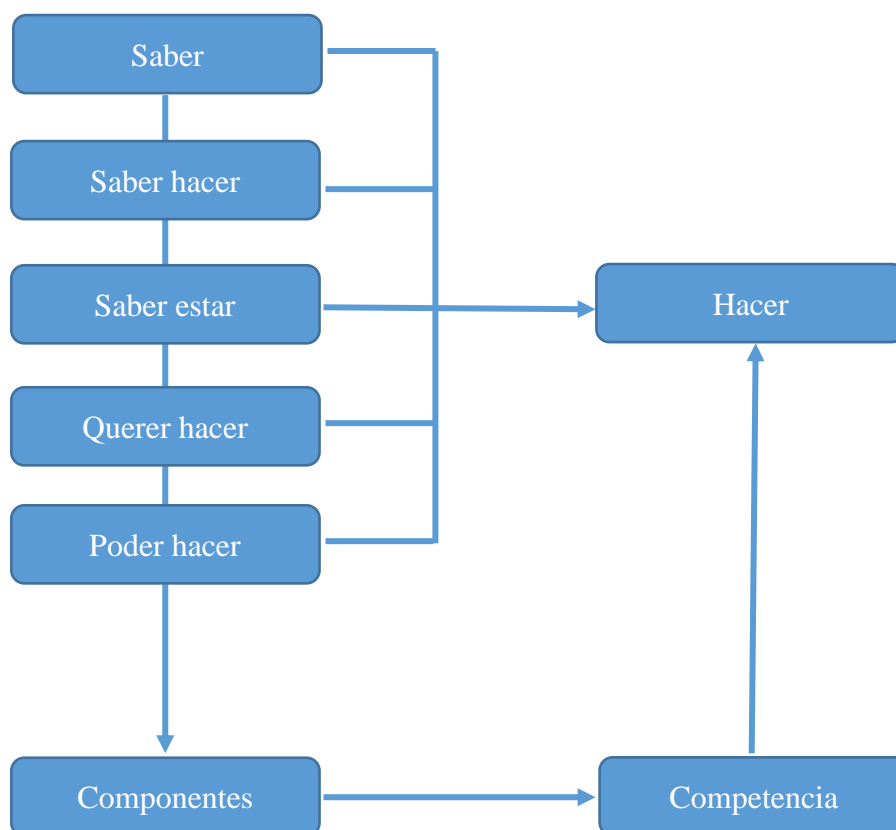 Saber
Saber hacer
Saber estar
Hacer
Querer hacer
Poder hacer
Componentes
Competencia